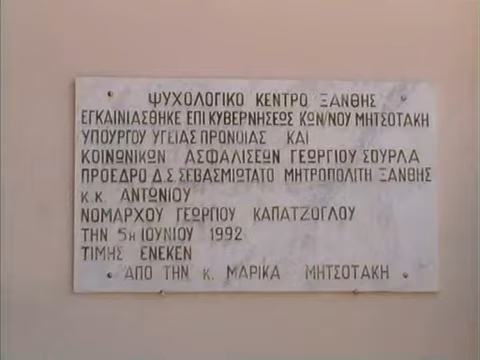 ΨΥΧΟΛΟΓΙΚΟ ΚΕΝΤΡΟ ΞΑΝΘΗΣ
ΕΓΚΑΙΝΙΑΣΘΗΚΕ ΕΠΙ ΚΥΒΕΡΝΗΣΕΩΣ ΚΩΝ/ΝΟΥ ΜΗΤΣΟΤΑΚΗ
ΥΠΟΥΡΓΟΥ ΥΓΕΙΑΣ ΠΡΟΝΟΙΑΣ ΚΑΙ
ΚΟΙΝΩΝΙΚΩΝ ΑΣΦΑΛΙΣΕΩΝ ΓΕΩΡΓΙΟΥ ΣΟΥΡΛΑ
ΠΡΟΕΔΡΟ Δ.Σ ΣΕΒΑΣΜΙΩΤΑΤΟ ΜΗΤΡΟΠΟΛΙΤΗ ΞΑΝΘΗΣ
κ.κ. ΑΝΤΩΝΙΟΥ
ΝΟΜΑΡΧΟΥ ΓΕΩΡΓΙΟΥ ΚΑΠΑΤΖΟΓΛΟΥ
ΤΗΝ 5η ΙΟΥΝΙΟΥ 1992
ΤΙΜΗΣ ΕΝΕΚΕΝ
ΑΠΟ ΤΗΝ κ. ΜΑΡΙΚΑ ΜΗΤΣΟΤΑΚΗ